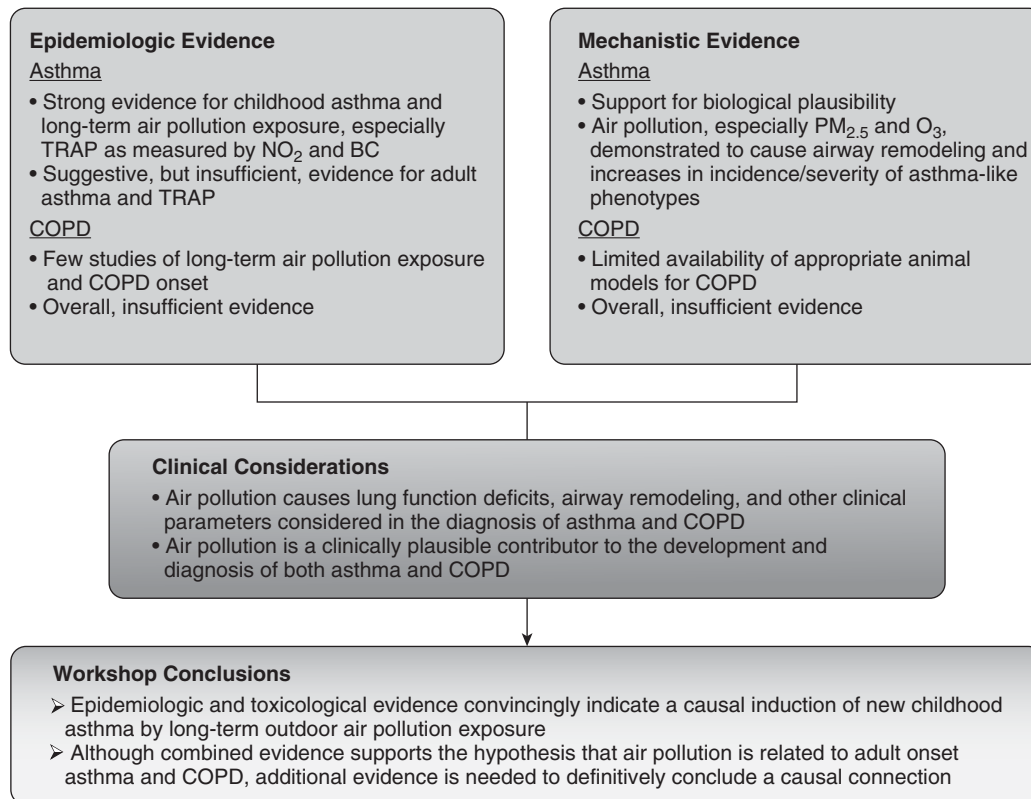 Epidemiologic Evidence
Asthma
• Strong evidence for childhood asthma and
long-term air pollution exposure, especially
TRAP as measured by NO2 and BC
• Suggestive, but insufficient, evidence for adult
asthma and TRAP
COPD
• Few studies of long-term air pollution exposure
and COPD onset
• Overall, insufficient evidence
Mechanistic Evidence
Asthma
• Support for biological plausibility
• Air pollution, especially PM2.5 and O3,
demonstrated to cause airway remodeling and
increases in incidence/severity of asthma-like
phenotypes
COPD
• Limited availability of appropriate animal
models for COPD
• Overall, insufficient evidence
Clinical Considerations
• Air pollution causes lung function deficits, airway remodeling, and other clinical
parameters considered in the diagnosis of asthma and COPD
• Air pollution is a clinically plausible contributor to the development and
diagnosis of both asthma and COPD
Workshop Conclusions
➢ Epidemiologic and toxicological evidence convincingly indicate a causal induction of new childhood
asthma by long-term outdoor air pollution exposure
➢ Although combined evidence supports the hypothesis that air pollution is related to adult onset
asthma and COPD, additional evidence is needed to definitively conclude a causal connection